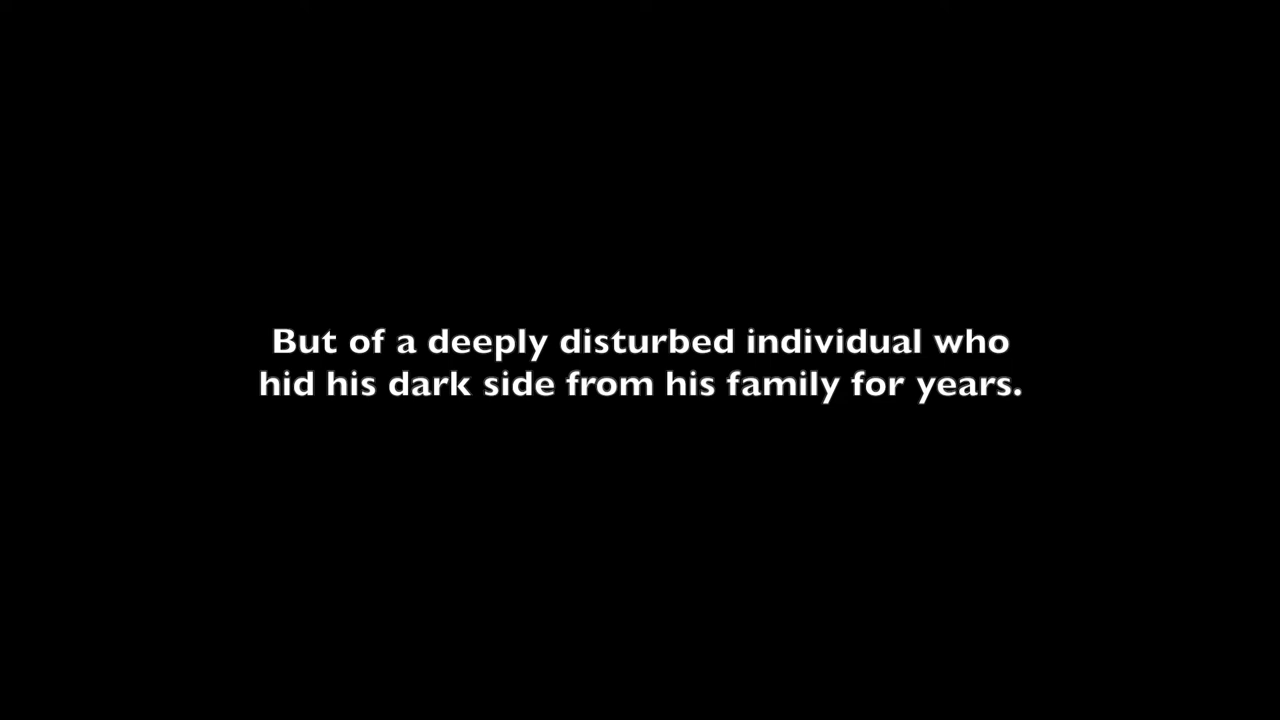 But of a deeply disturbed individual who
hid his dark side from his family for years.